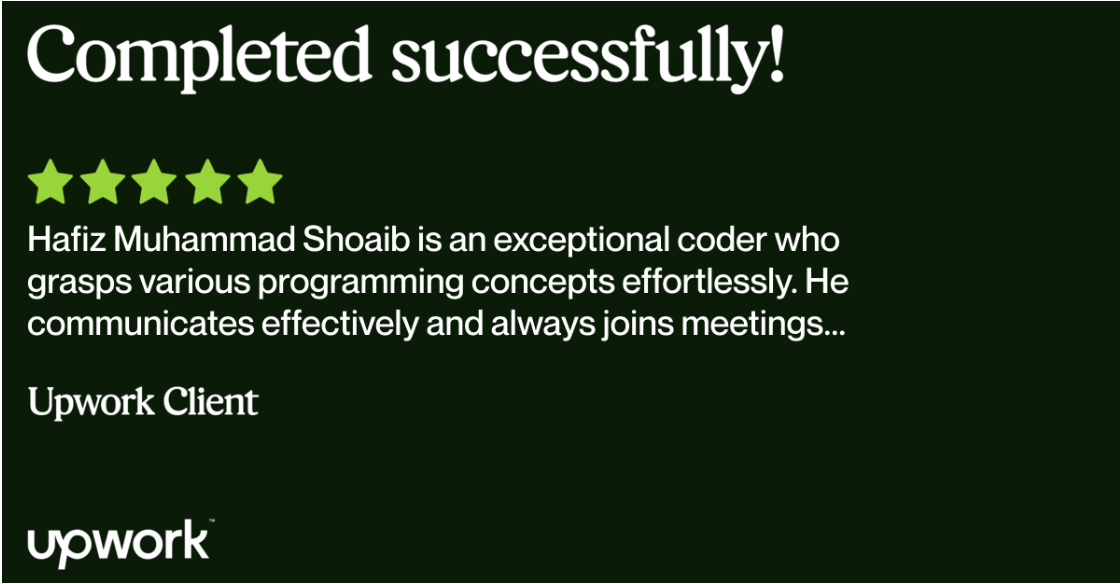 Completed successfully!
Hafiz Muhammad Shoaib is an exceptional coder who
grasps various programming concepts effortlessly. He
communicates effectively and always joins meetings...
Upwork Client
upwork™